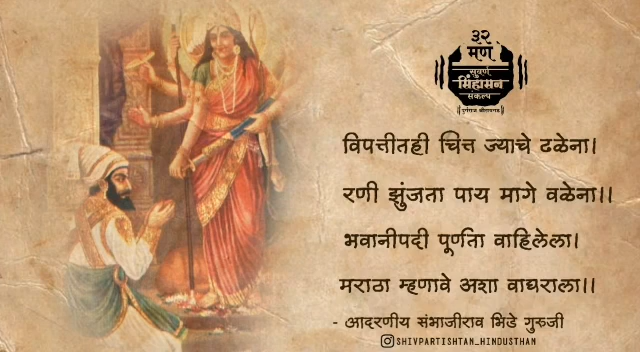 ३२
मण
सुवर्ण
सिंहासन
संकल्प
विपत्तीतही चित्त ज्याचे ढळेना।
रणी झुंजता पाय मागे वळेना।।
भवानीपदी पूर्णता वाहिलेला।
मराठा म्हणावे अशा वाघराला।।
- आदरणीय संभाजीराव भिडे गुरुजी
SHIVPARTISHTAN_HINDUSTHAN